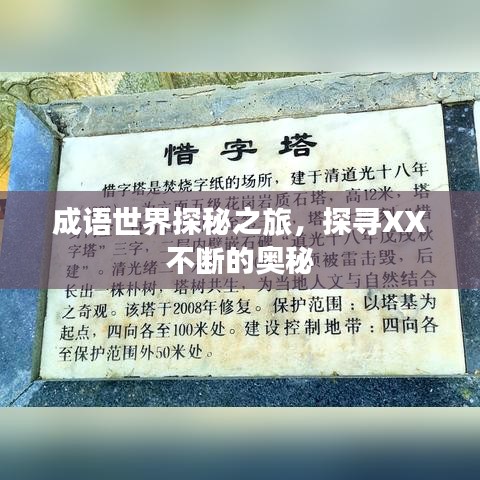 惜字塔
惜字塔是焚烧字纸的场所，建于清道光十八年
六面五级花岗岩质石塔，高12米，塔
成语世界探秘之旅，探寻XX
不断的奥秘
建”。清光绪
被雷击毁，后
长出一株朴树，塔树共生，为当地人文与自然结合
之奇观。该塔于2008年修复。保护范围：以塔基为
起点，四向各至100米处。建设控制地带：四向各
至保护范围外50米处。